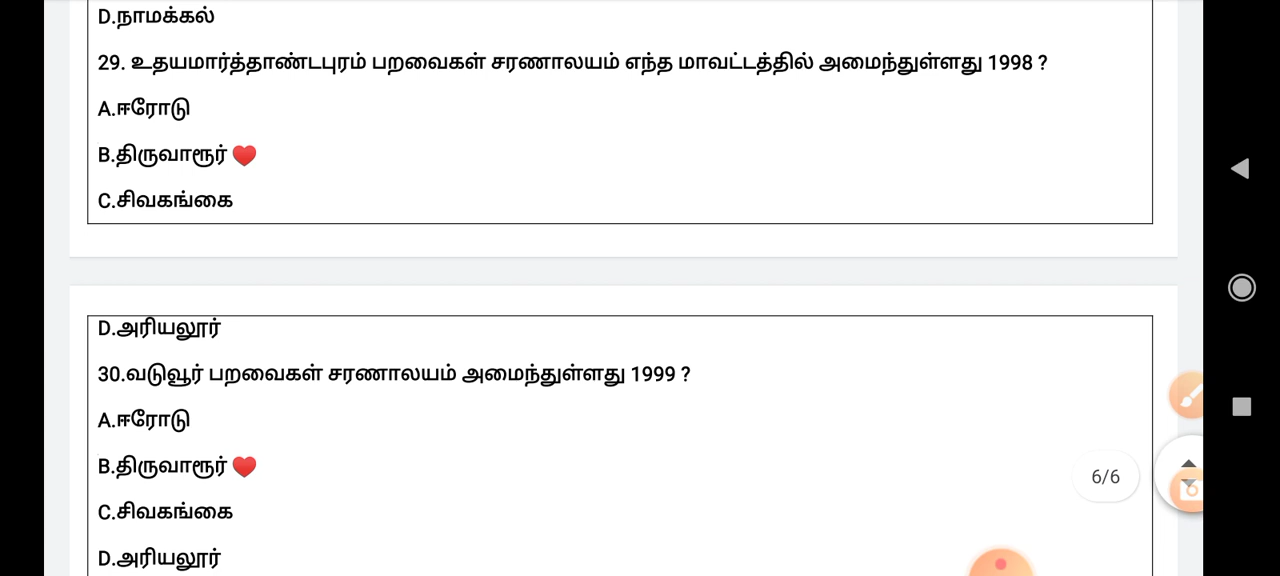 D.நாமக்கல்
29. உதயமார்த்தாண்டபுரம் பறவைகள் சரணாலயம் எந்த மாவட்டத்தில் அமைந்துள்ளது 1998 ?
A.ஈரோடு
B.திருவாரூர் ♥️
C.சிவகங்கை
D.அரியலூர்
30.வடுவூர் பறவைகள் சரணாலயம் அமைந்துள்ளது 1999 ?
A.ஈரோடு
B.திருவாரூர் ♥️
6/6
C.சிவகங்கை
D.அரியலூர்